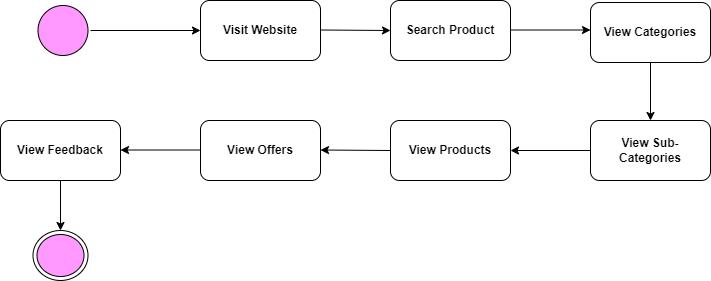 Visit Website
Search Product
View Categories
View Feedback
View Offers
View Products
View Sub-
Categories